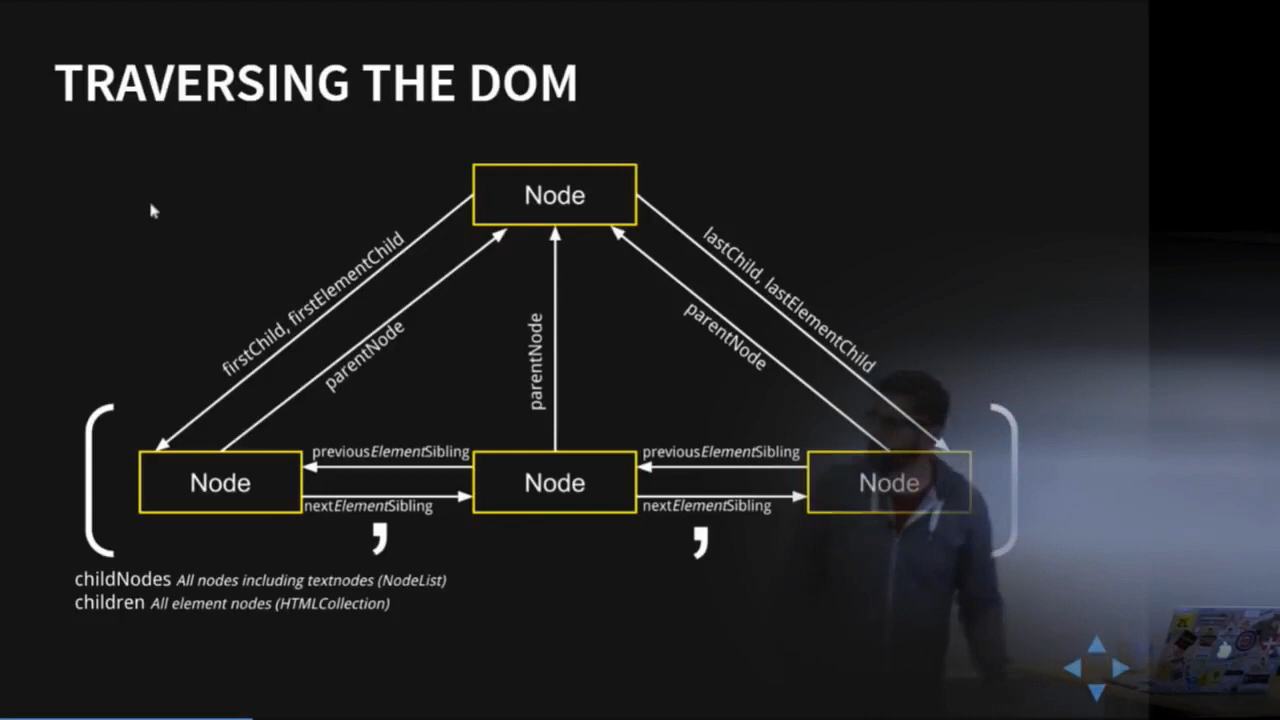 TRAVERSING THE DOM
Node
firstChild, firstElementChild
parentNode
parentNode
parentNode
lastChild, lastElementChild
previousElementSibling
previousElementSibling
Node
Node
Node
nextElementSibling
nextElementSibling
,
,
childNodes All nodes including textnodes (NodeList)
children All element nodes (HTMLCollection)